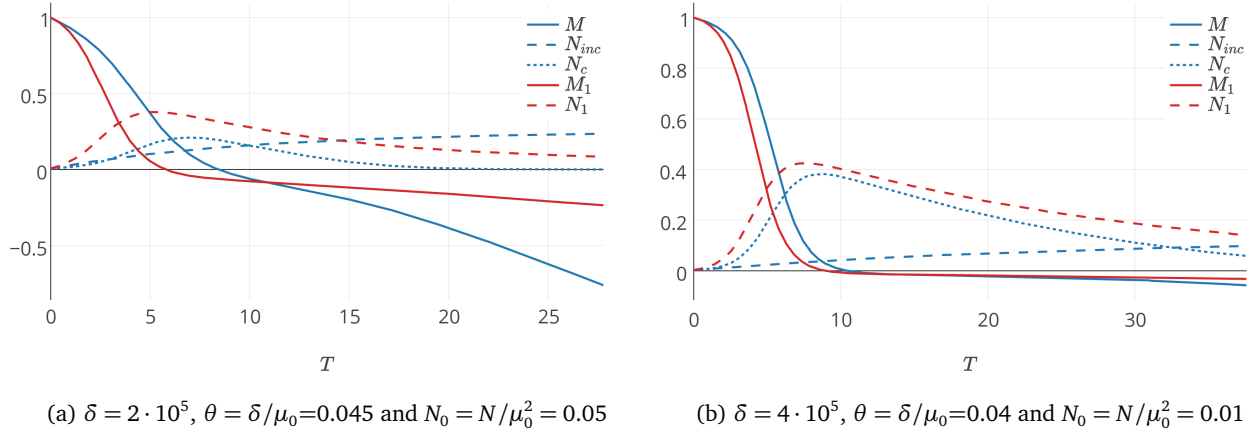 1
0.5
0
−0.5
0
5
10
15
20
25
T
M
N_inc
N_c
M_1
N_1
(a) δ = 2 · 10^5, θ = δ/μ_0=0.045 and N_0 = N/μ_0^2 = 0.05
1
0.8
0.6
0.4
0.2
0
0
10
20
30
T
M
N_inc
N_c
M_1
N_1
(b) δ = 4 · 10^5, θ = δ/μ_0=0.04 and N_0 = N/μ_0^2 = 0.01